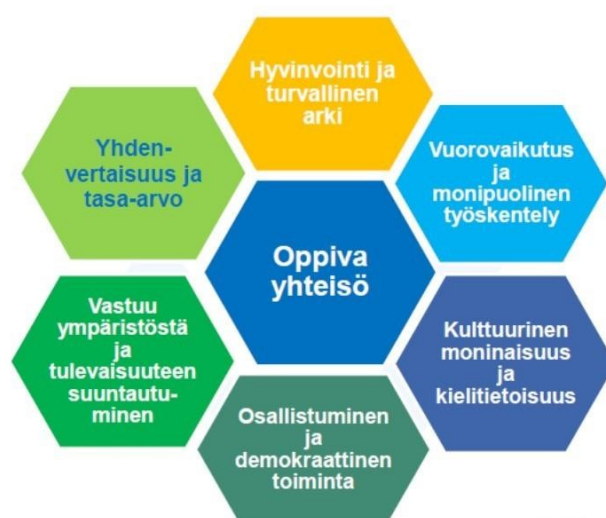 Hyvinvointi ja
turvallinen
arki
Yhden-
vertaisuus ja
tasa-arvo
Vuorovaikutus
ja
monipuolinen
työskentely
Oppiva
yhteisö
Vastuu
ympäristöstä
ja
tulevaisuuteen
suuntautu-
minen
Kulttuurinen
moninaisuus
ja
kielitietoisuus
Osallistuminen
ja
demokraattinen
toiminta